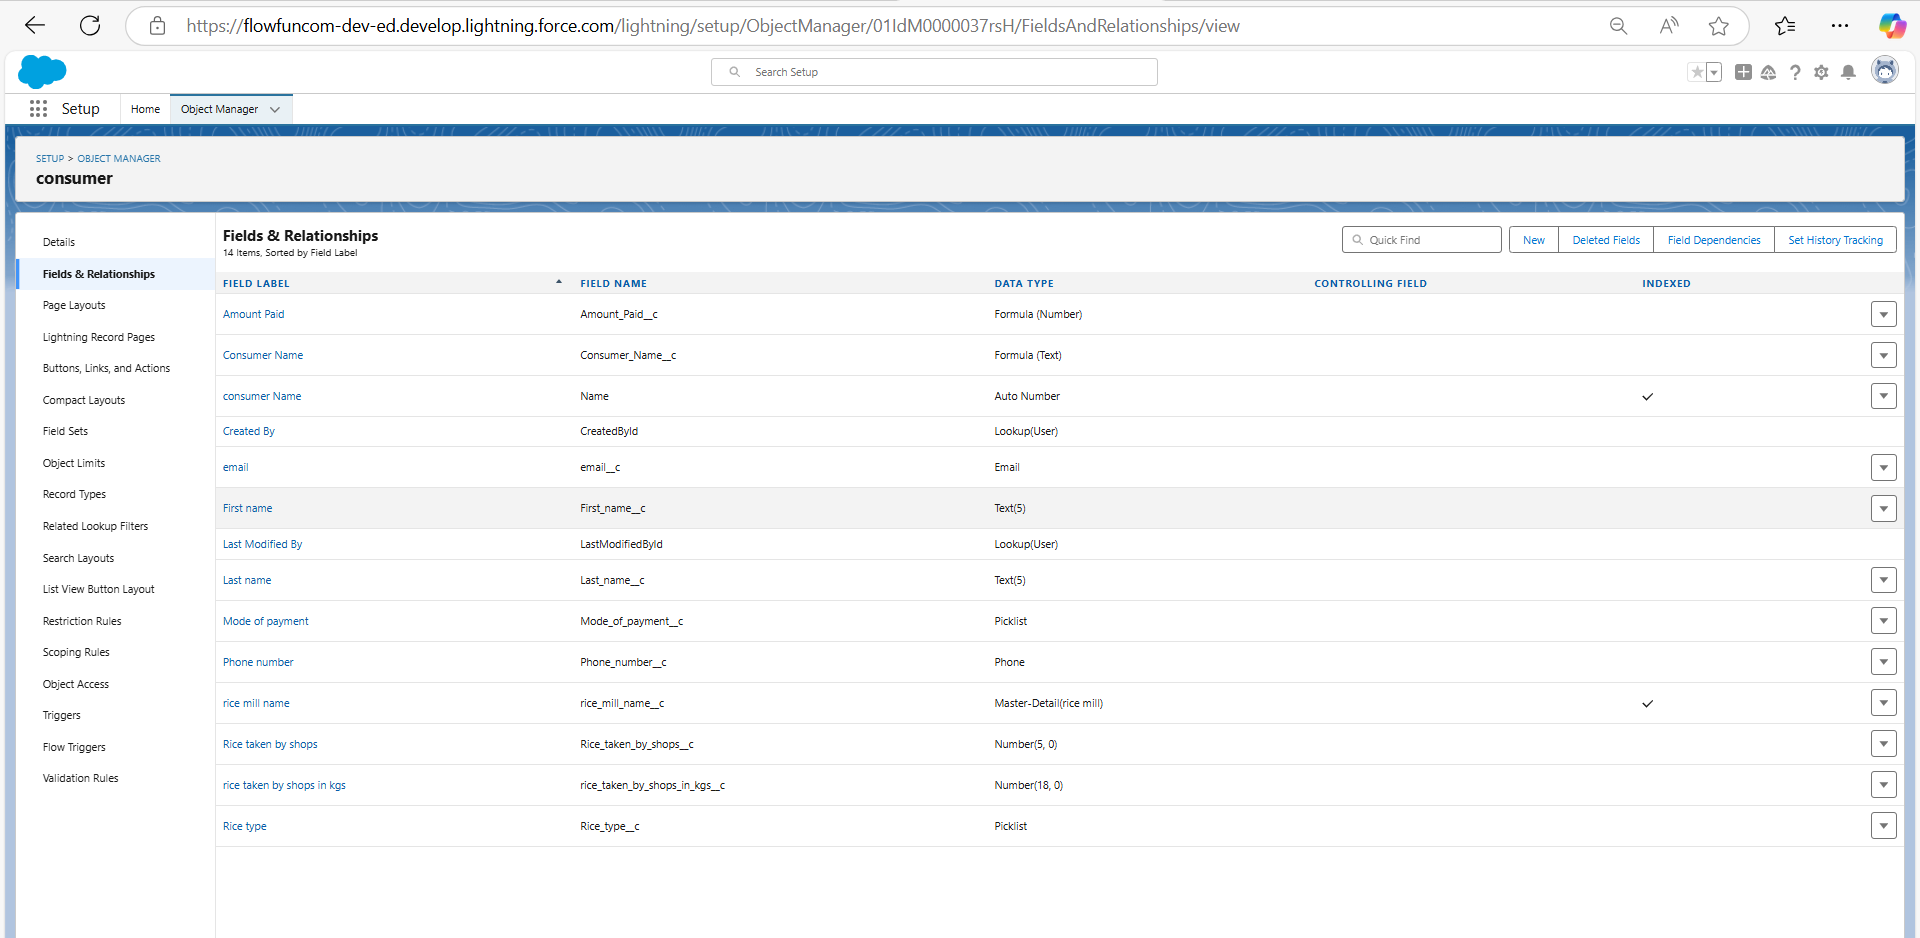 https://flowfuncom-dev-ed.develop.lightning.force.com/lightning/setup/ObjectManager/01IdM0000037rsH/FieldsAndRelationships/view
Search Setup
Setup
Home
Object Manager
SETUP > OBJECT MANAGER
consumer
Details
Fields & Relationships
Page Layouts
Lightning Record Pages
Buttons, Links, and Actions
Compact Layouts
Field Sets
Object Limits
Record Types
Related Lookup Filters
Search Layouts
List View Button Layout
Restriction Rules
Scoping Rules
Object Access
Triggers
Flow Triggers
Validation Rules
Fields & Relationships
14 Items, Sorted by Field Label
Quick Find
New
Deleted Fields
Field Dependencies
Set History Tracking
FIELD LABEL FIELD NAME DATA TYPE CONTROLLING FIELD INDEXED
Amount Paid Amount_Paid__c Formula (Number)
Consumer Name Consumer_Name__c Formula (Text)
consumer Name Name Auto Number
Created By CreatedById Lookup(User)
email email__c Email
First name First_name__c Text(5)
Last Modified By LastModifiedById Lookup(User)
Last name Last_name__c Text(5)
Mode of payment Mode_of_payment__c Picklist
Phone number Phone_number__c Phone
rice mill name rice_mill_name__c Master-Detail(rice mill)
Rice taken by shops Rice_taken_by_shops__c Number(5, 0)
rice taken by shops in kgs rice_taken_by_shops_in_kgs__c Number(18, 0)
Rice type Rice_type__c Picklist